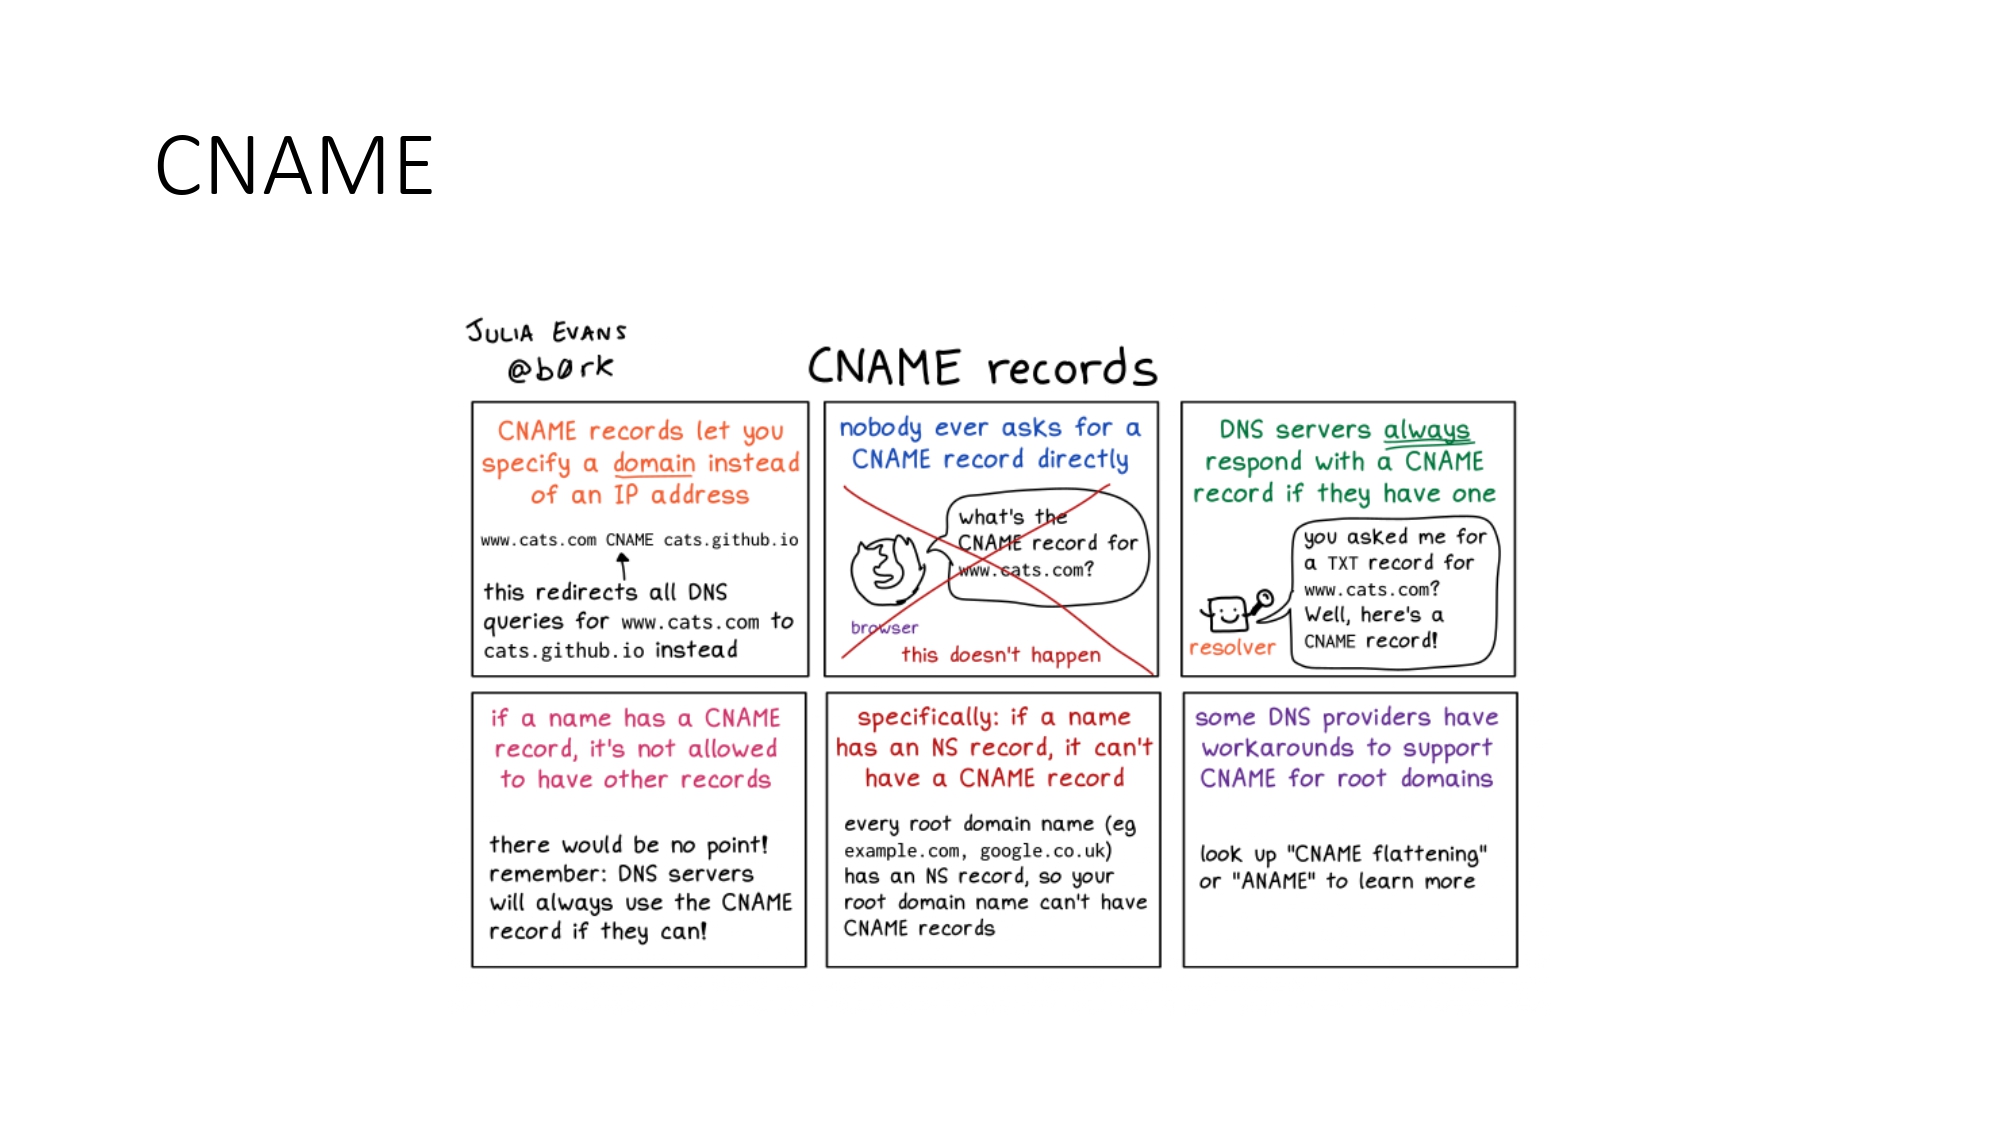 CNAME
JULIA EVANS
@b0rk
CNAME records
CNAME records let you
specify a domain instead
of an IP address
www.cats.com CNAME cats.github.io
this redirects all DNS
queries for www.cats.com to
cats.github.io instead
nobody ever asks for a
CNAME record directly
what's the
CNAME record for
www.cats.com?
browser
this doesn't happen
DNS servers always
respond with a CNAME
record if they have one
you asked me for
a TXT record for
www.cats.com?
Well, here's a
CNAME record!
resolver
if a name has a CNAME
record, it's not allowed
to have other records
there would be no point!
remember: DNS servers
will always use the CNAME
record if they can!
specifically: if a name
has an NS record, it can't
have a CNAME record
every root domain name (eg
example.com, google.co.uk)
has an NS record, so your
root domain name can't have
CNAME records
some DNS providers have
workarounds to support
CNAME for root domains
look up "CNAME flattening"
or "ANAME" to learn more